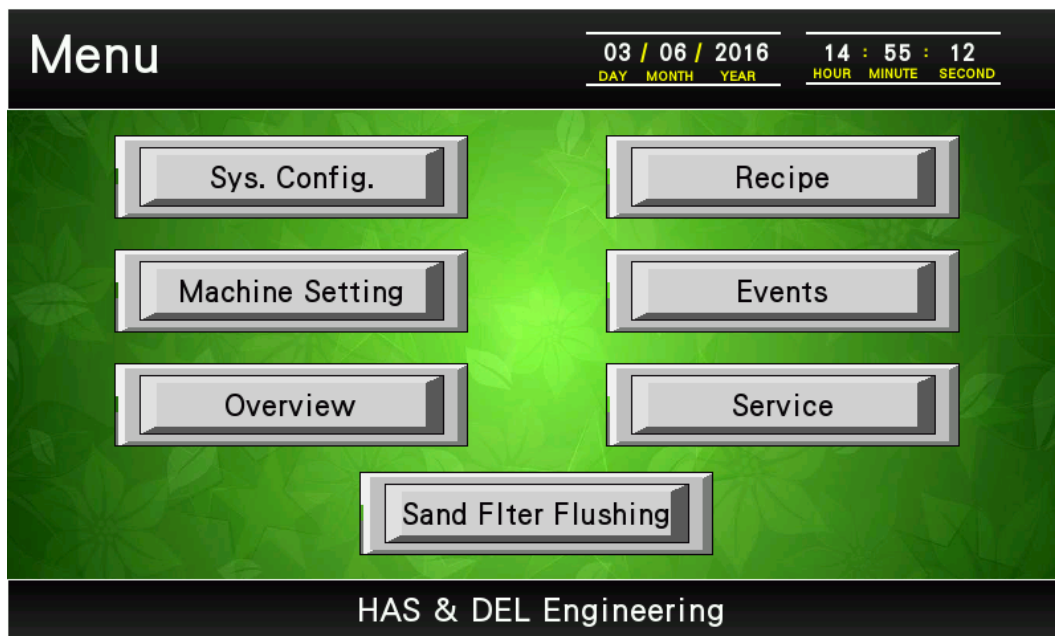 Menu
03 / 06 / 2016 14 : 55 : 12
DAY MONTH YEAR HOUR MINUTE SECOND
Sys. Config. Recipe
Machine Setting Events
Overview Service
Sand Flter Flushing
HAS & DEL Engineering